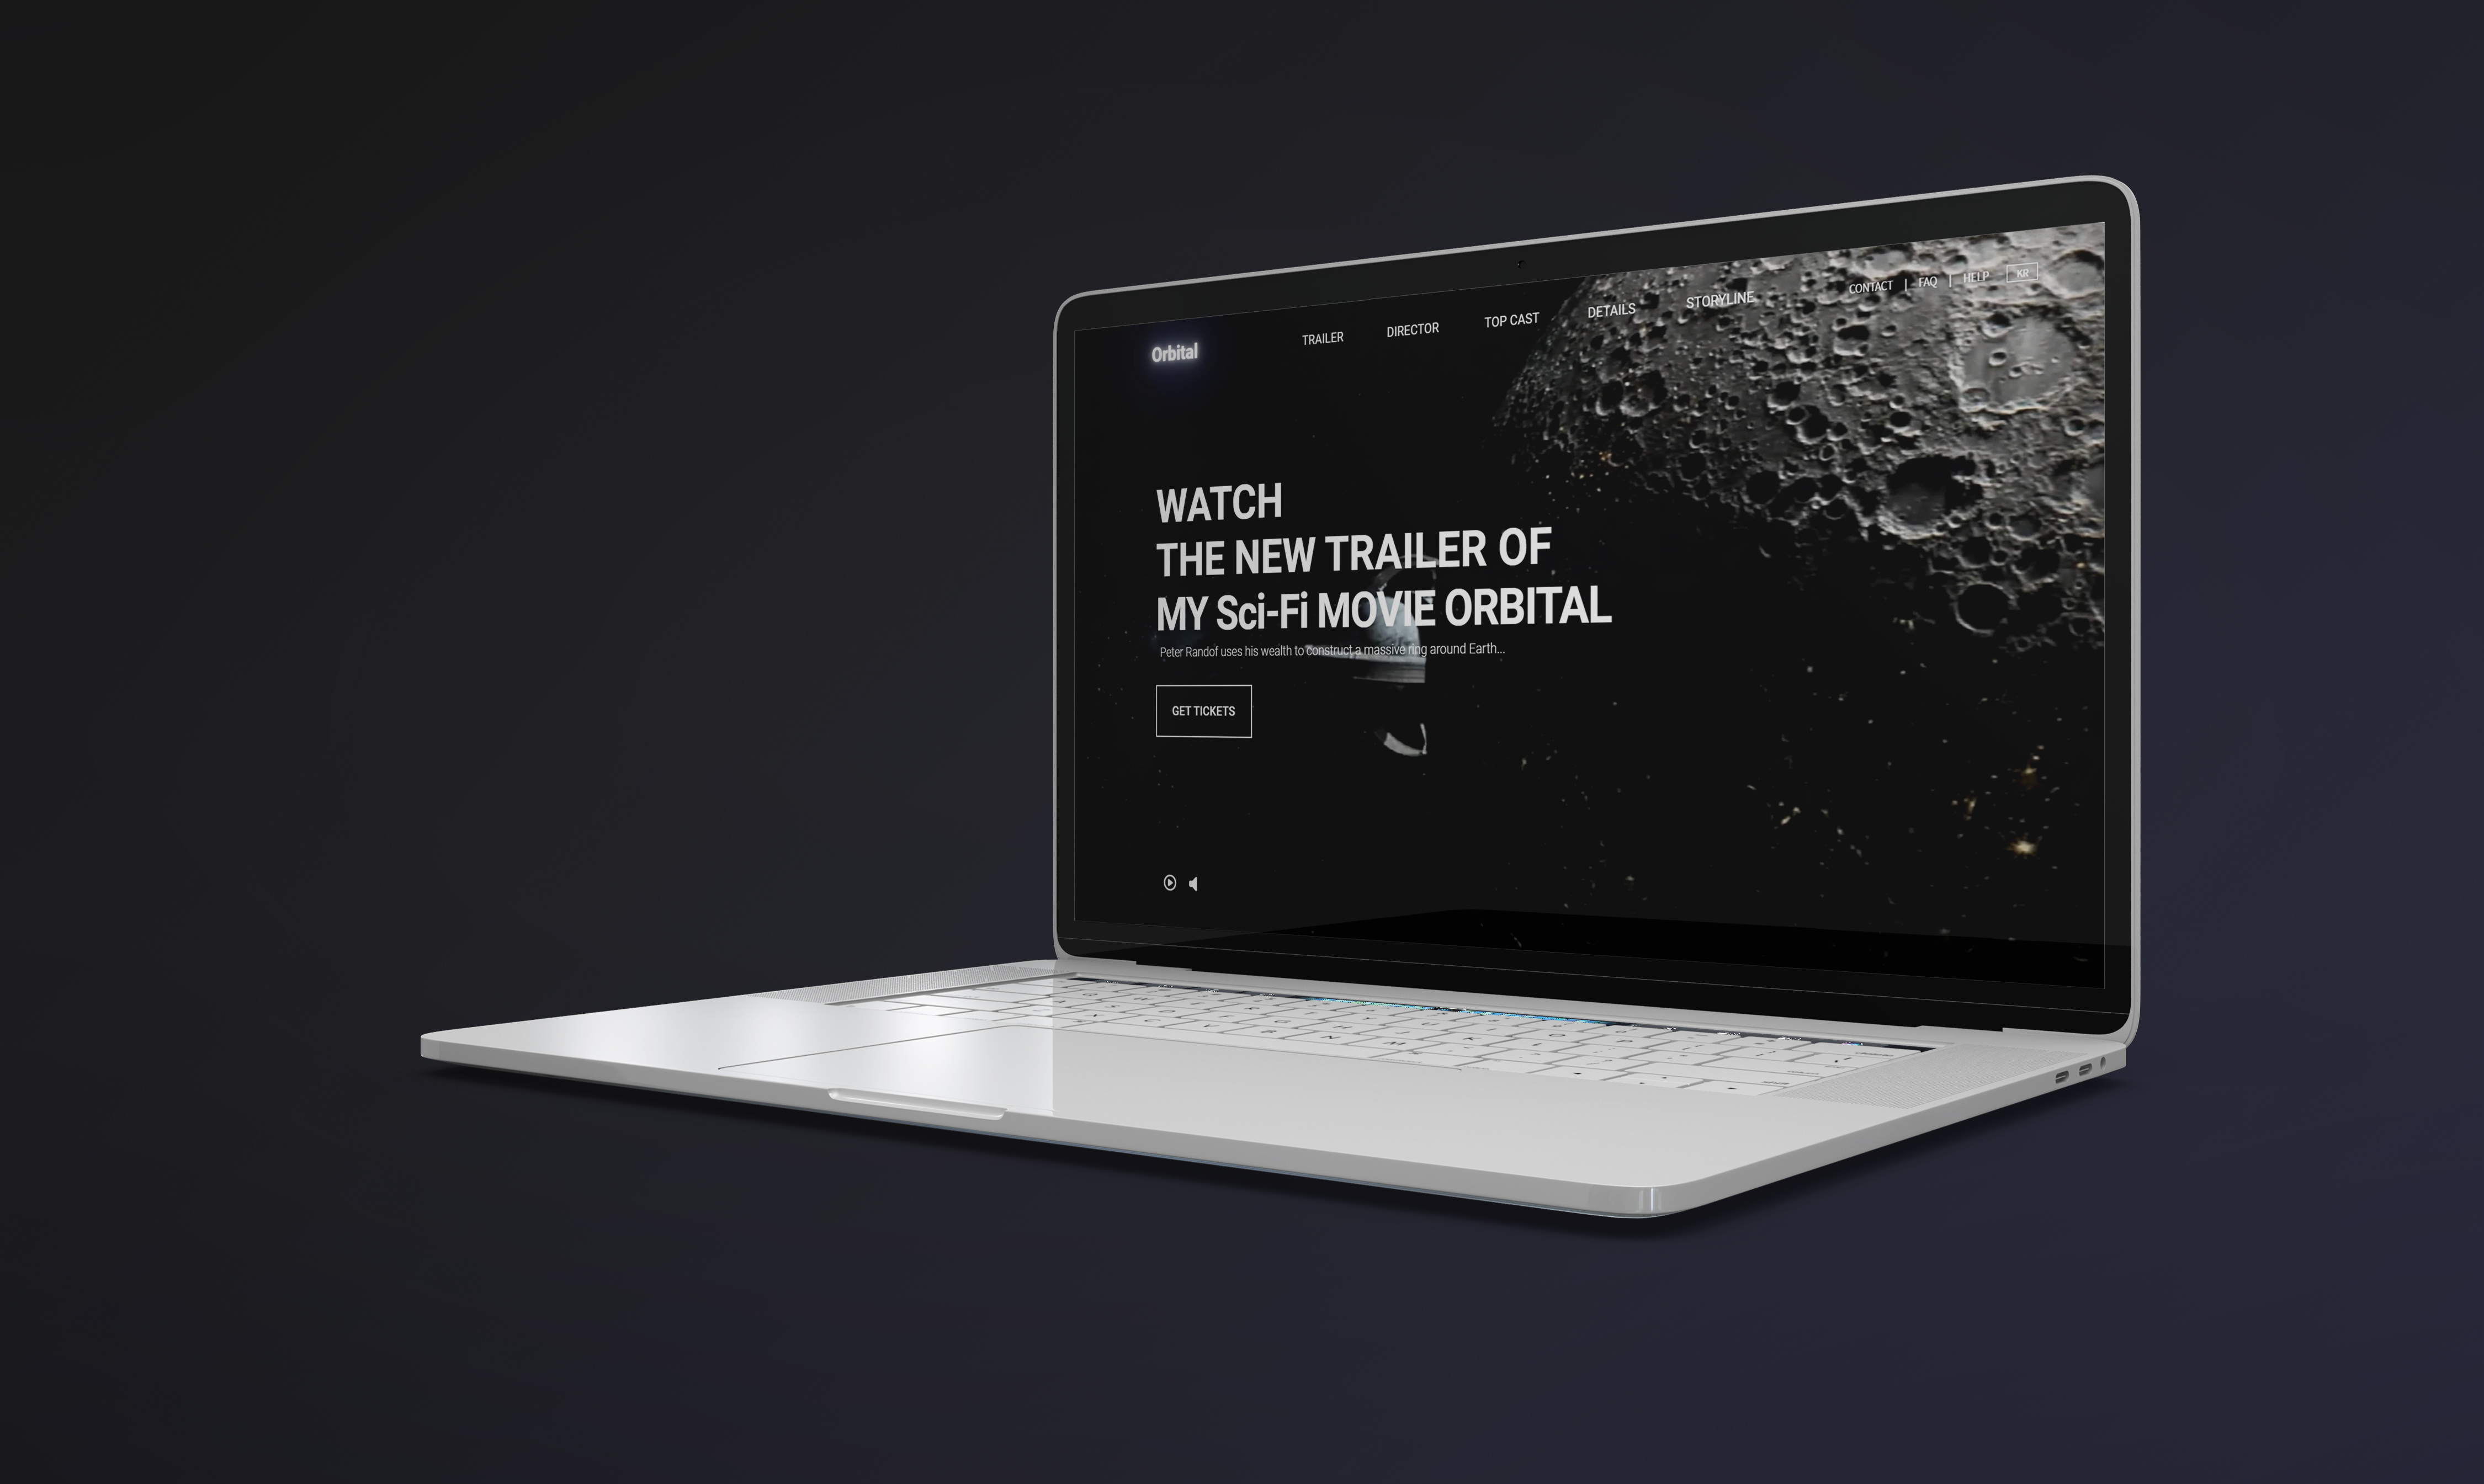 Orbital
TRAILER DIRECTOR TOP CAST DETAILS STORYLINE
CONTACT | FAQ | HELP KR
WATCH
THE NEW TRAILER OF
MY Sci-Fi MOVIE ORBITAL
Peter Randof uses his wealth to construct a massive ring around Earth...
GET TICKETS